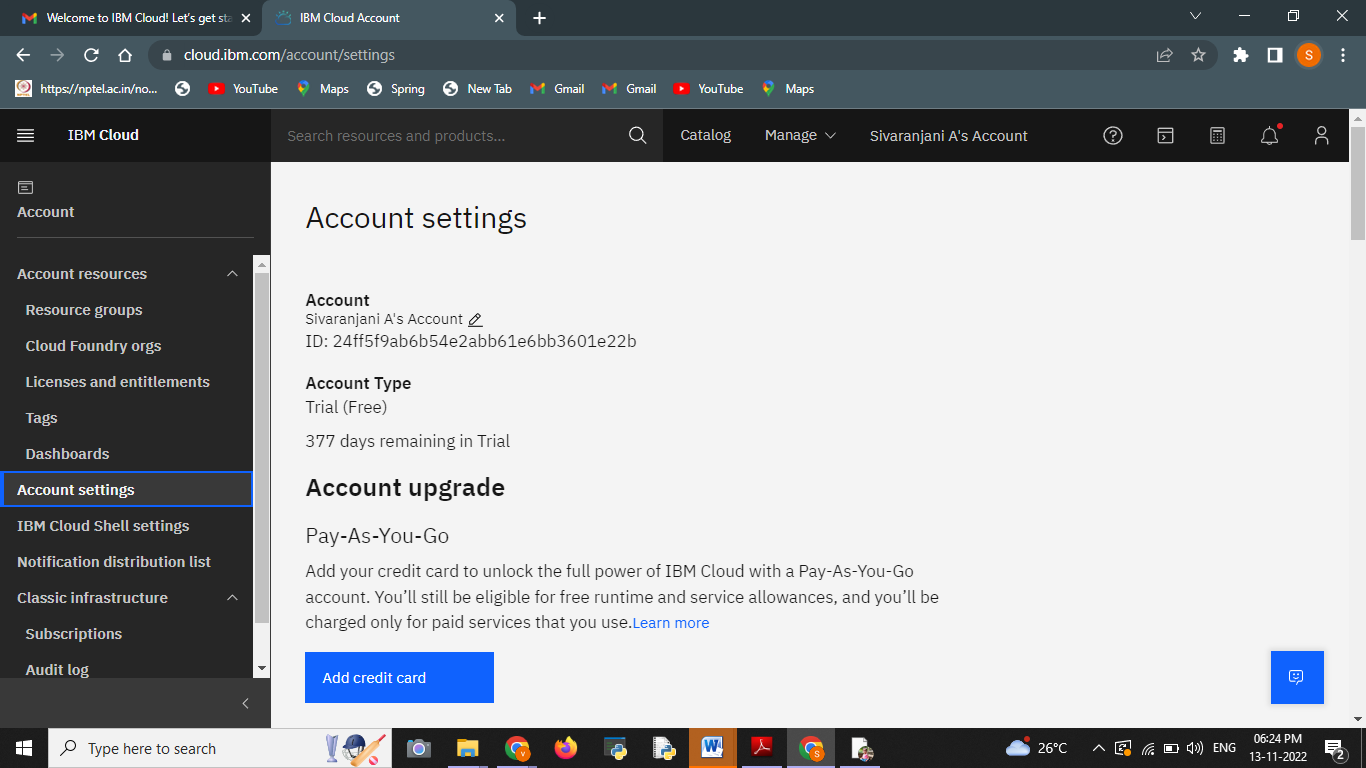 Welcome to IBM Cloud! Let's get sta
IBM Cloud Account
cloud.ibm.com/account/settings
S
https://nptel.ac.in/no...
YouTube
Maps
Spring
New Tab
Gmail
Gmail
YouTube
Maps
IBM Cloud
Search resources and products...
Catalog
Manage
Sivaranjani A's Account
Account
Account resources
Resource groups
Cloud Foundry orgs
Licenses and entitlements
Tags
Dashboards
Account settings
IBM Cloud Shell settings
Notification distribution list
Classic infrastructure
Subscriptions
Audit log
Account settings
Account
Sivaranjani A's Account
ID: 24ff5f9ab6b54e2abb61e6bb3601e22b
Account Type
Trial (Free)
377 days remaining in Trial
Account upgrade
Pay-As-You-Go
Add your credit card to unlock the full power of IBM Cloud with a Pay-As-You-Go
account. You’ll still be eligible for free runtime and service allowances, and you’ll be
charged only for paid services that you use.Learn more
Add credit card
Type here to search
26°C
ENG
06:24 PM
13-11-2022
2